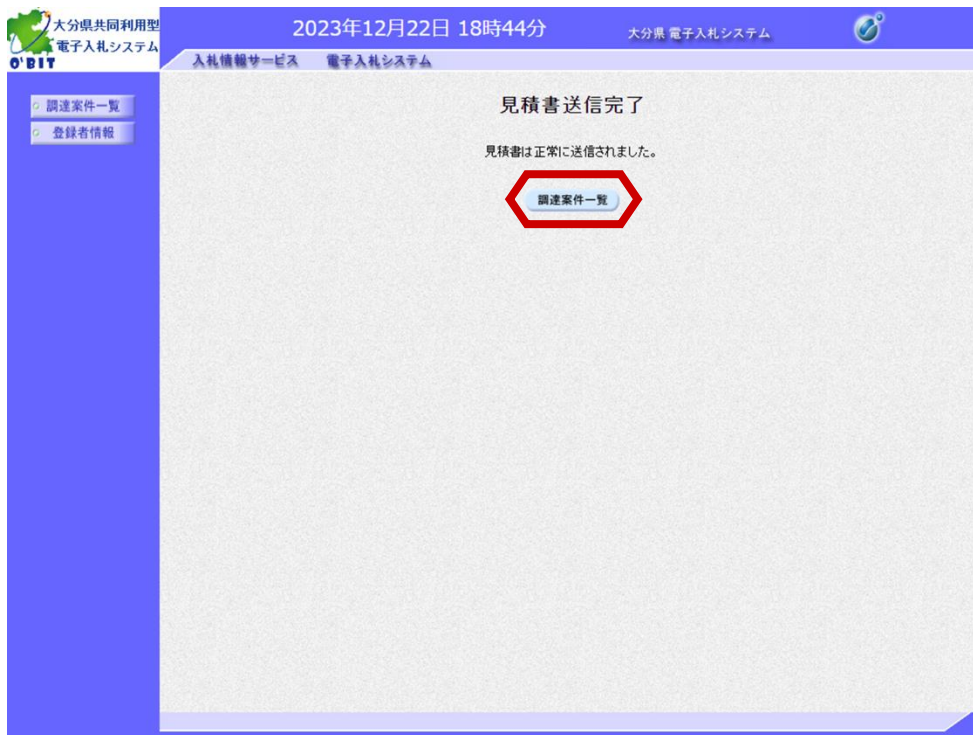 大分県共同利用型
電子入札システム
O'BIT
2023年12月22日 18時44分
大分県 電子入札システム
入札情報サービス 電子入札システム
調達案件一覧
登録者情報
見積書送信完了
見積書は正常に送信されました。
調達案件一覧